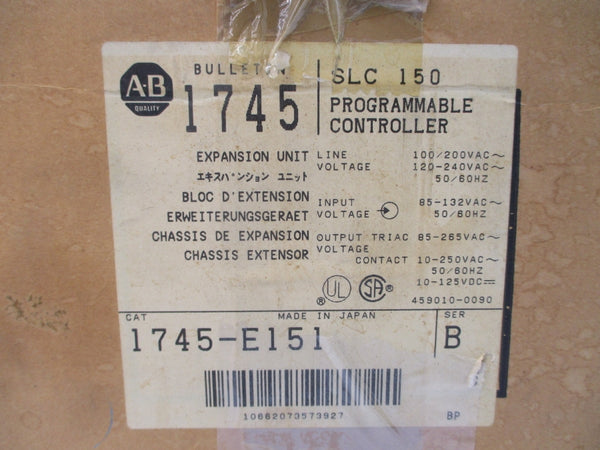 A-B
QUALITY
BULLETIN
1745
SLC 150
PROGRAMMABLE
CONTROLLER
EXPANSION UNIT
エキスパンション ユニット
BLOC D'EXTENSION
ERWEITERUNGSGERAET
CHASSIS DE EXPANSION
CHASSIS EXTENSOR
LINE 100/200VAC~
VOLTAGE 120-240VAC~
50/60HZ
INPUT 85-132VAC~
VOLTAGE 50/60HZ
OUTPUT TRIAC 85-265VAC~
VOLTAGE
CONTACT 10-250VAC~
50/60HZ
10-125VDC⎓
® UL ® SA ®
459010-0090
CAT MADE IN JAPAN SER
1745-E151 B
10662073573927 BP